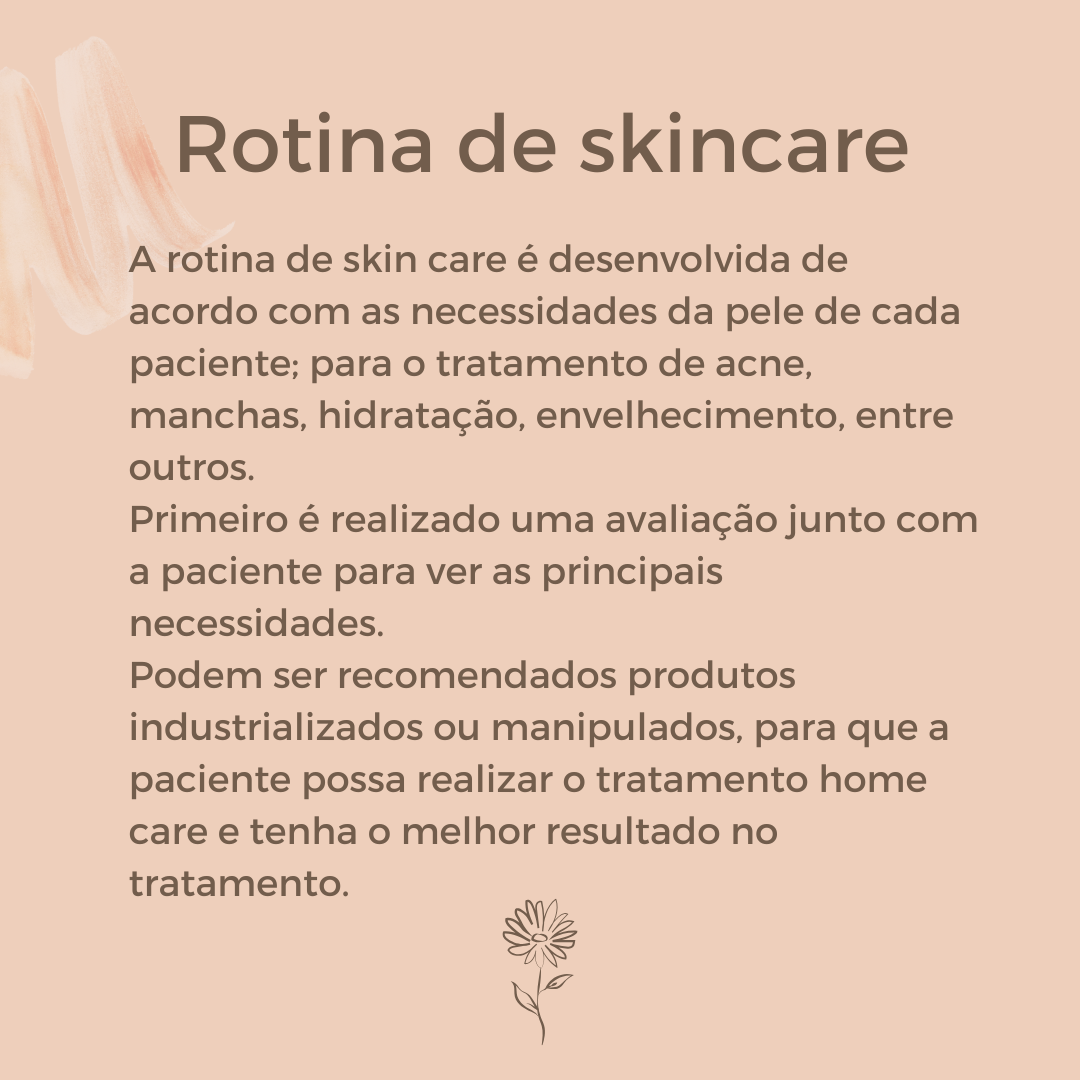 Rotina de skincare
A rotina de skin care é desenvolvida de
acordo com as necessidades da pele de cada
paciente; para o tratamento de acne,
manchas, hidratação, envelhecimento, entre
outros.
Primeiro é realizado uma avaliação junto com
a paciente para ver as principais
necessidades.
Podem ser recomendados produtos
industrializados ou manipulados, para que a
paciente possa realizar o tratamento home
care e tenha o melhor resultado no
tratamento.